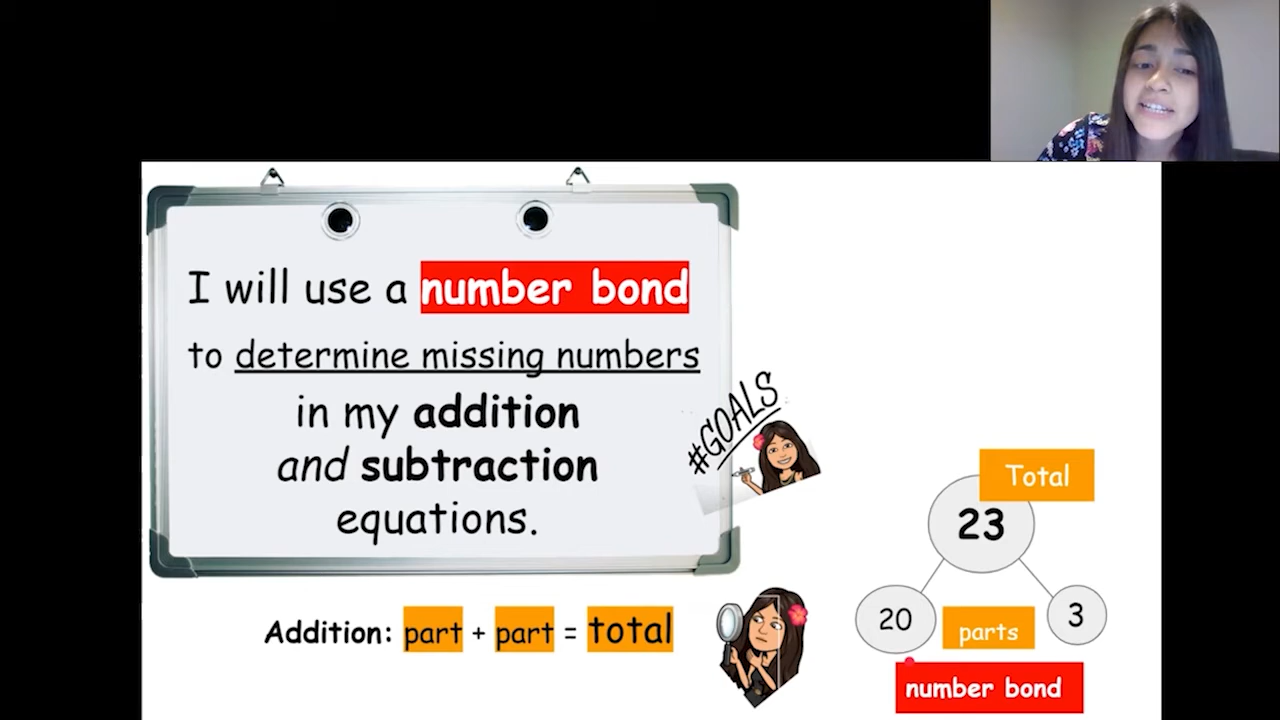 I will use a number bond
to determine missing numbers
in my addition
and subtraction
equations.
#GOALS
Total
23
20
parts
3
Addition: part + part = total
number bond